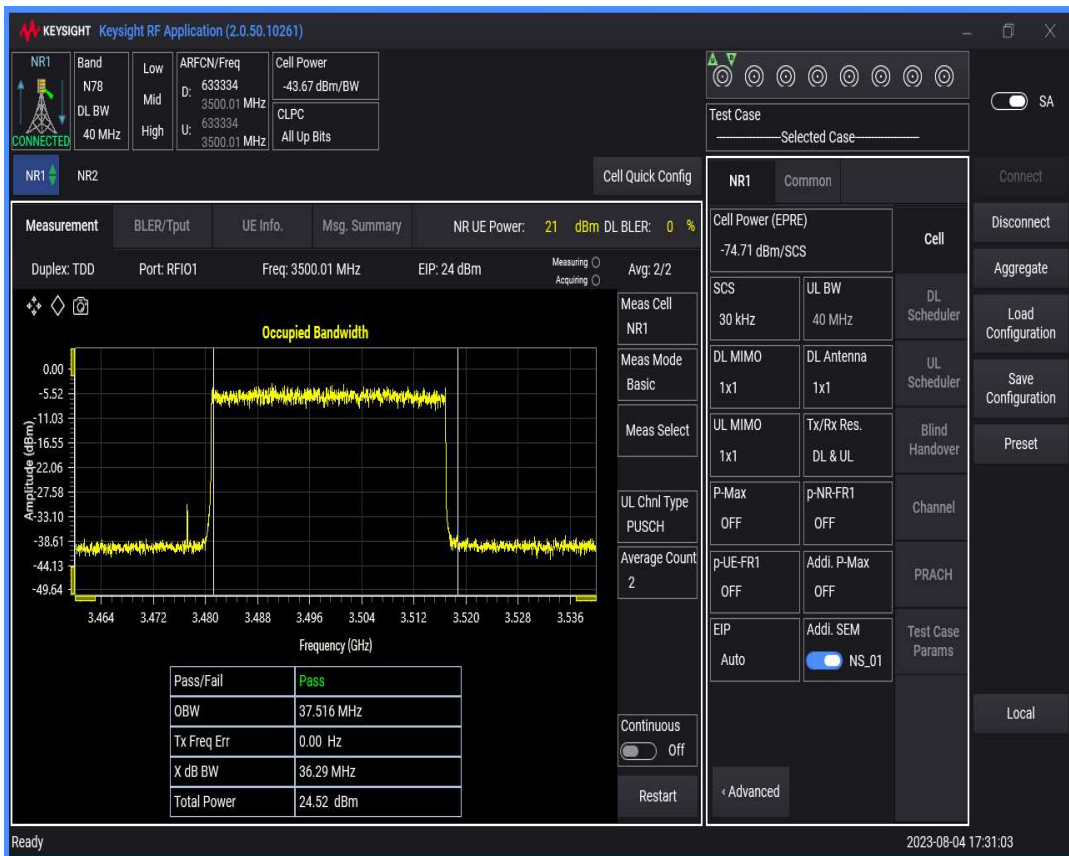 KEYSIGHT Keysight RF Application (2.0.50.10261)
NR1
CONNECTED
Band
N78
DL BW
40 MHz
Low
Mid
High
ARFCN/Freq
D: 633334
3500.01 MHz
U: 633334
3500.01 MHz
Cell Power
-43.67 dBm/BW
CLPC
All Up Bits
Test Case
Selected Case
SA
NR1 NR2 Cell Quick Config
Measurement BLER/Tput UE Info. Msg. Summary NR UE Power: 21 dBm DL BLER: 0 %
Duplex: TDD Port: RFIO1 Freq: 3500.01 MHz EIP: 24 dBm Measuring Acquiring Avg: 2/2
Occupied Bandwidth
Amplitude (dBm)
0.00
-5.52
-11.03
-16.55
-22.06
-27.58
-33.10
-38.61
-44.13
-49.64
3.464 3.472 3.480 3.488 3.496 3.504 3.512 3.520 3.528 3.536
Frequency (GHz)
Pass/Fail Pass
OBW 37.516 MHz
Tx Freq Err 0.00 Hz
X dB BW 36.29 MHz
Total Power 24.52 dBm
Meas Cell
NR1
Meas Mode
Basic
Meas Select
UL Chnl Type
PUSCH
Average Count
2
Continuous
Off
Restart
NR1 Common
Cell Power (EPRE)
-74.71 dBm/SCS
SCS
30 kHz
UL BW
40 MHz
DL MIMO
1x1
DL Antenna
1x1
UL MIMO
1x1
Tx/Rx Res.
DL & UL
P-Max
OFF
p-NR-FR1
OFF
p-UE-FR1
OFF
Addi. P-Max
OFF
EIP
Auto
Addi. SEM
NS_01
‹ Advanced
Cell
DL
Scheduler
UL
Scheduler
Blind
Handover
Channel
PRACH
Test Case
Params
Connect
Disconnect
Aggregate
Load
Configuration
Save
Configuration
Preset
Local
Ready
2023-08-04 17:31:03